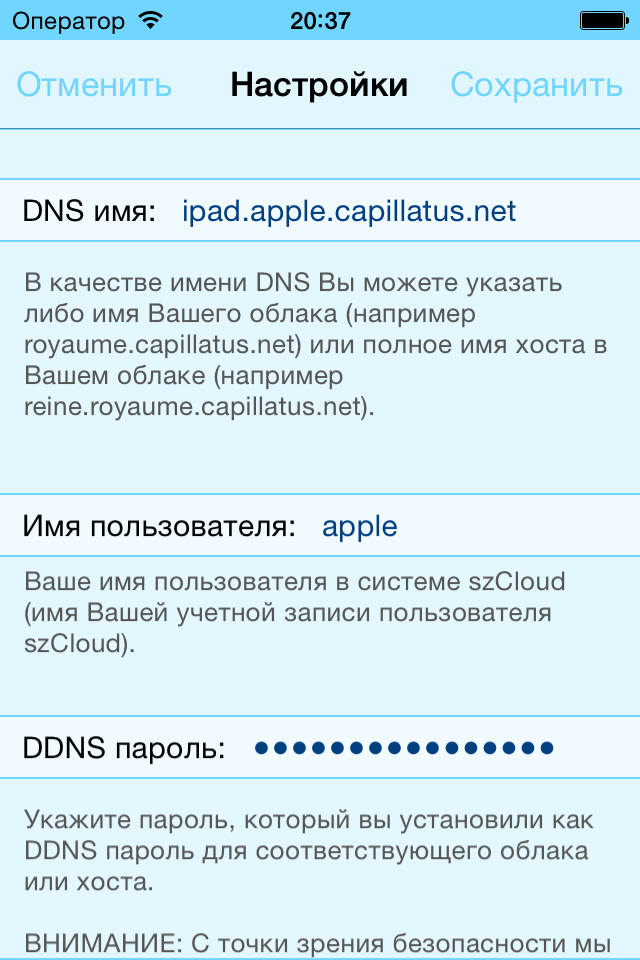 Оператор 20:37
Отменить Настройки Сохранить
DNS имя: ipad.apple.capillatus.net
В качестве имени DNS Вы можете указать
либо имя Вашего облака (например
royaume.capillatus.net) или полное имя хоста в
Вашем облаке (например
reine.royaume.capillatus.net).
Имя пользователя: apple
Ваше имя пользователя в системе szCloud
(имя Вашей учетной записи пользователя
szCloud).
DDNS пароль: ••••••••••••••••
Укажите пароль, который вы установили как
DDNS пароль для соответствующего облака
или хоста.
ВНИМАНИЕ: С точки зрения безопасности мы